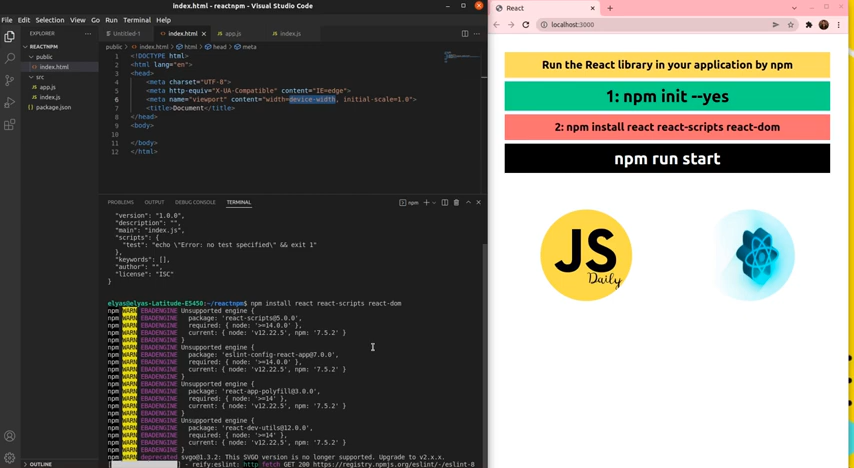 index.html - reactnpm - Visual Studio Code
File Edit Selection View Go Run Terminal Help
EXPLORER
REACTNPM
public
index.html
src
app.js
index.js
package.json
OUTLINE
Untitled-1 index.html app.js index.js
public > index.html > html > head > meta
1 <!DOCTYPE html>
2 <html lang="en">
3 <head>
4 <meta charset="UTF-8">
5 <meta http-equiv="X-UA-Compatible" content="IE=edge">
6 <meta name="viewport" content="width=device-width, initial-scale=1.0">
7 <title>Document</title>
8 </head>
9 <body>
10
11 </body>
12 </html>
PROBLEMS OUTPUT DEBUG CONSOLE TERMINAL
npm
"version": "1.0.0",
"description": "",
"main": "index.js",
"scripts": {
"test": "echo \"Error: no test specified\" && exit 1"
},
"keywords": [],
"author": "",
"license": "ISC"
}
elyas@elyas-Latitude-E5450:~/reactnpm$ npm install react react-scripts react-dom
npm WARN EBADENGINE Unsupported engine {
npm WARN EBADENGINE package: 'react-scripts@5.0.0',
npm WARN EBADENGINE required: { node: '>=14.0.0' },
npm WARN EBADENGINE current: { node: 'v12.22.5', npm: '7.5.2' }
npm WARN EBADENGINE }
npm WARN EBADENGINE Unsupported engine {
npm WARN EBADENGINE package: 'eslint-config-react-app@7.0.0',
npm WARN EBADENGINE required: { node: '>=14.0.0' },
npm WARN EBADENGINE current: { node: 'v12.22.5', npm: '7.5.2' }
npm WARN EBADENGINE }
npm WARN EBADENGINE Unsupported engine {
npm WARN EBADENGINE package: 'react-app-polyfill@3.0.0',
npm WARN EBADENGINE required: { node: '>=14' },
npm WARN EBADENGINE current: { node: 'v12.22.5', npm: '7.5.2' }
npm WARN EBADENGINE }
npm WARN EBADENGINE Unsupported engine {
npm WARN EBADENGINE package: 'react-dev-utils@12.0.0',
npm WARN EBADENGINE required: { node: '>=14' },
npm WARN EBADENGINE current: { node: 'v12.22.5', npm: '7.5.2' }
npm WARN EBADENGINE }
npm WARN deprecated svgo@1.3.2: This SVGO version is no longer supported. Upgrade to v2.x.x.
- reify:eslint: http fetch GET 200 https://registry.npmjs.org/eslint/-/eslint-8
React
localhost:3000
Run the React library in your application by npm
1: npm init --yes
2: npm install react react-scripts react-dom
npm run start
JS
Daily